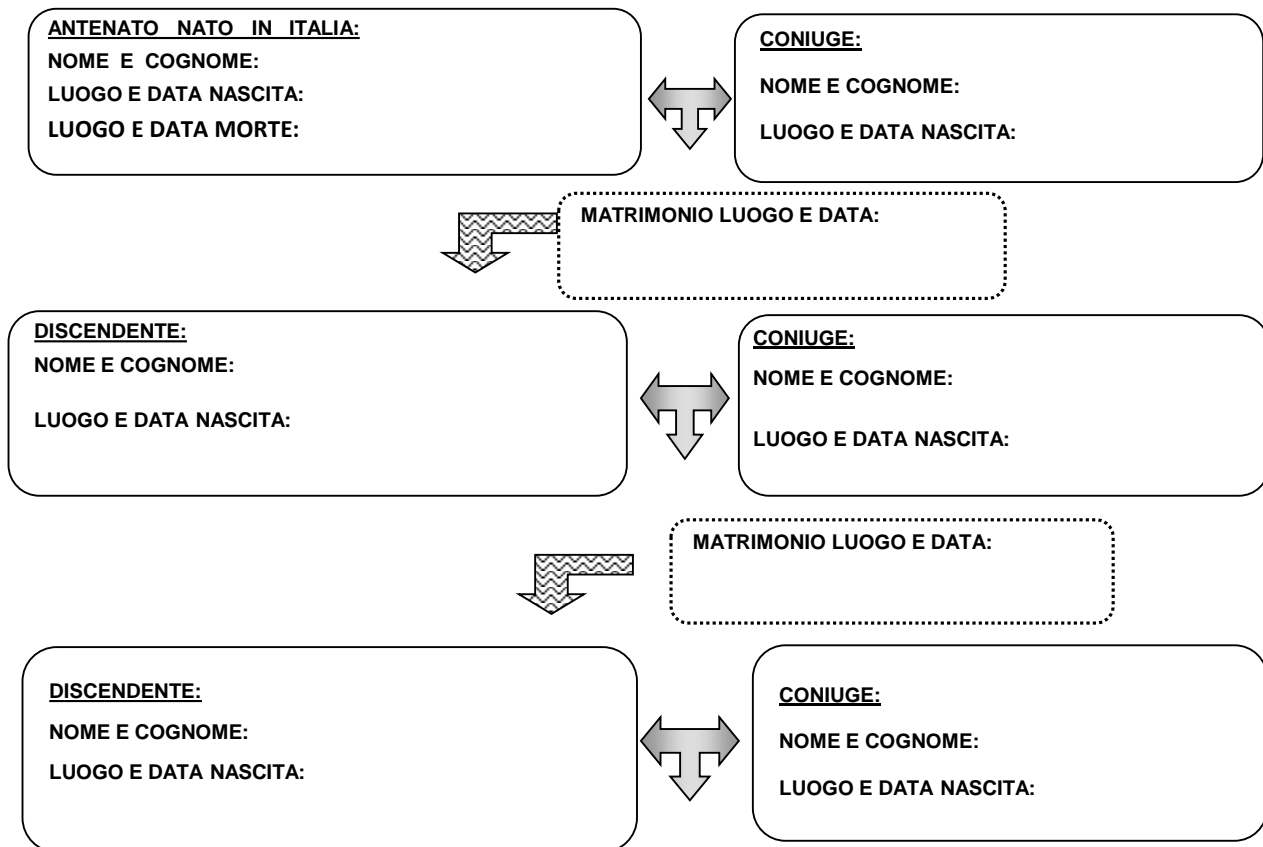 ANTENATO NATO IN ITALIA:
NOME E COGNOME:
LUOGO E DATA NASCITA:
LUOGO E DATA MORTE:
CONIUGE:
NOME E COGNOME:
LUOGO E DATA NASCITA:
MATRIMONIO LUOGO E DATA:
DISCENDENTE:
NOME E COGNOME:
LUOGO E DATA NASCITA:
CONIUGE:
NOME E COGNOME:
LUOGO E DATA NASCITA:
MATRIMONIO LUOGO E DATA:
DISCENDENTE:
NOME E COGNOME:
LUOGO E DATA NASCITA:
CONIUGE:
NOME E COGNOME:
LUOGO E DATA NASCITA: